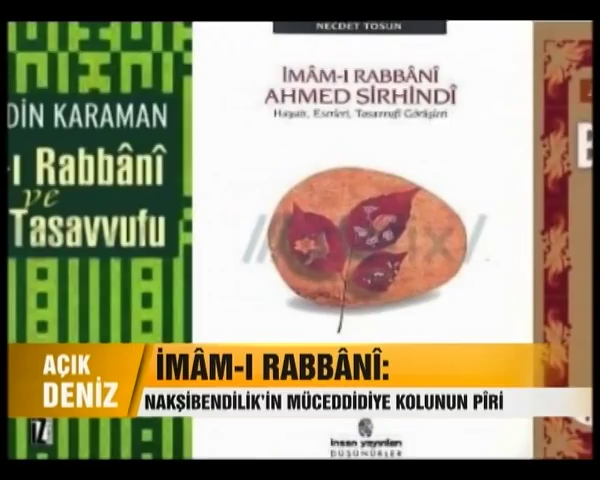 NECDET TOSUN
İMÂM-I RABBÂNÎ
AHMED SİRHİNDÎ
Hayatı, Eserleri, Tasavvufî Görüşleri
DİN KARAMAN
-ı Rabbânî
ve
Tasavvufu
AÇIK
DENİZ
İMÂM-I RABBÂNÎ:
NAKŞİBENDİLİK'İN MÜCEDDİDİYE KOLUNUN PÎRİ
insan yayınları
DÜŞÜNÜRLER
İZ